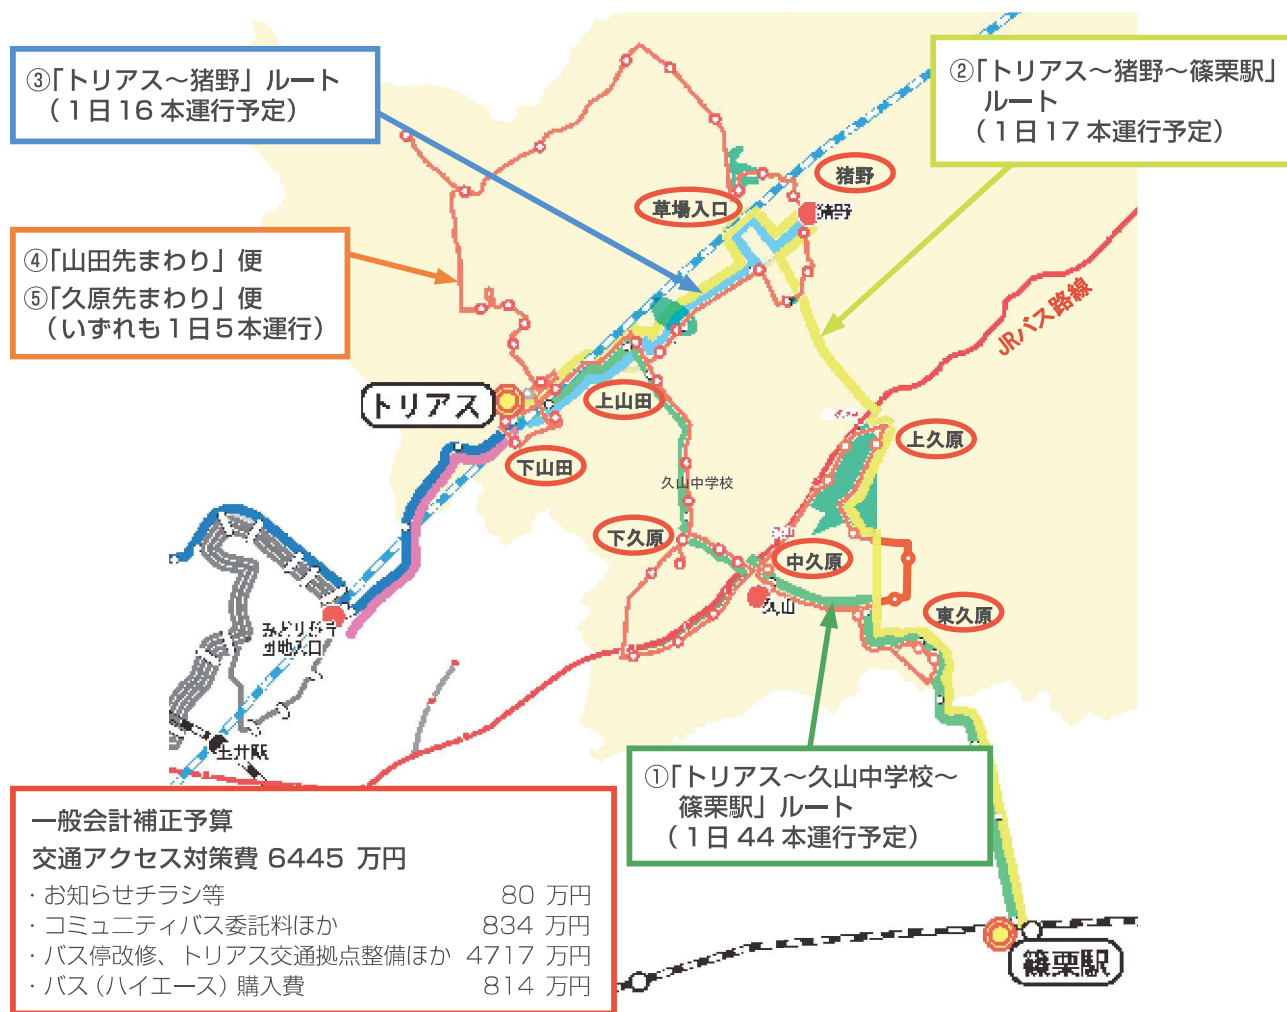 ③「トリアス～猪野」ルート
（１日 16 本運行予定）
②「トリアス～猪野～篠栗駅」
ルート
（１日 17 本運行予定）
猪野
草場入口
猪野
④「山田先まわり」便
⑤「久原先まわり」便
（いずれも１日５本運行）
JRバス路線
トリアス
上山田
上久原
下山田
久山中学校
下久原
中久原
久山
東久原
みどりが丘
団地入口
土井駅
①「トリアス～久山中学校～
篠栗駅」ルート
（１日 44 本運行予定）
一般会計補正予算
交通アクセス対策費 6445 万円
・お知らせチラシ等 80 万円
・コミュニティバス委託料ほか 834 万円
・バス停改修、トリアス交通拠点整備ほか 4717 万円
・バス（ハイエース）購入費 814 万円
篠栗駅